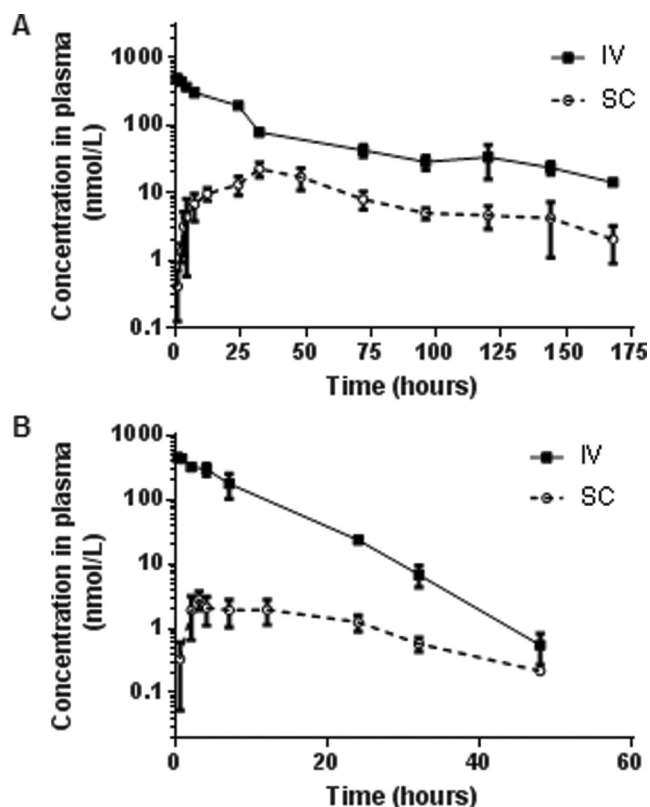 A
Concentration in plasma
(nmol/L)
1000
100
10
1
0.1
0 25 50 75 100 125 150 175
Time (hours)
IV
SC
B
Concentration in plasma
(nmol/L)
1000
100
10
1
0.1
0 20 40 60
Time (hours)
IV
SC